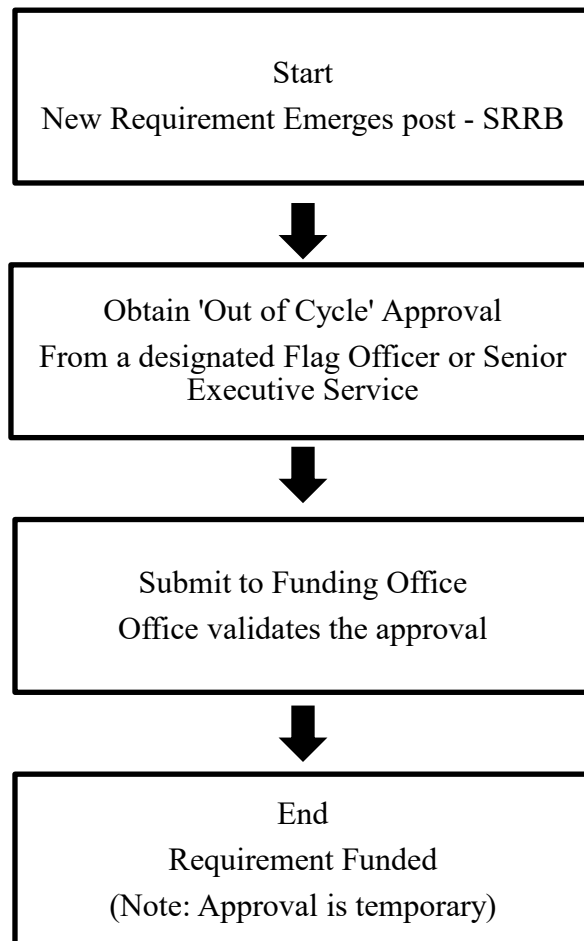 Start
New Requirement Emerges post - SRRB
Obtain 'Out of Cycle' Approval
From a designated Flag Officer or Senior
Executive Service
Submit to Funding Office
Office validates the approval
End
Requirement Funded
(Note: Approval is temporary)